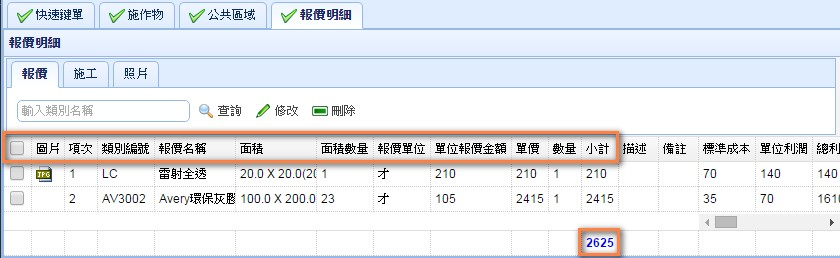 快速鍵單 施作物 公共區域 報價明細
報價明細
報價 施工 照片
輸入類別名稱 查詢 修改 刪除
圖片 項次 類別編號 報價名稱 面積 面積數量 報價單位 單位報價金額 單價 數量 小計 描述 備註 標準成本 單位利潤 總利
JPG 1 LC 雷射全透 20.0 X 20.0(20 1 才 210 210 1 210 70 140 140
2 AV3002 Avery環保灰膠 100.0 X 200.0 23 才 105 2415 1 2415 35 70 1610
2625